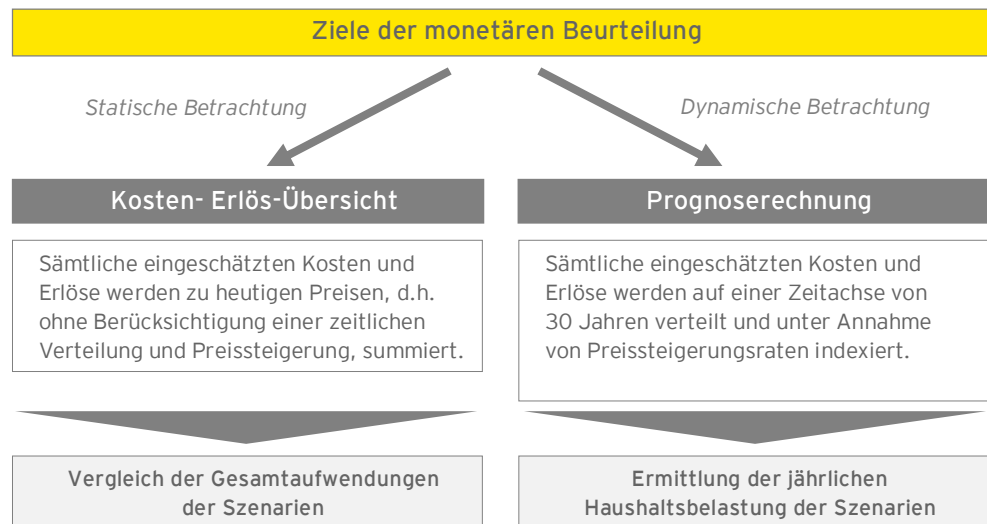 Ziele der monetären Beurteilung
Statische Betrachtung
Dynamische Betrachtung
Kosten- Erlös-Übersicht
Sämtliche eingeschätzten Kosten und
Erlöse werden zu heutigen Preisen, d.h.
ohne Berücksichtigung einer zeitlichen
Verteilung und Preissteigerung, summiert.
Vergleich der Gesamtaufwendungen
der Szenarien
Prognoserechnung
Sämtliche eingeschätzten Kosten und
Erlöse werden auf einer Zeitachse von
30 Jahren verteilt und unter Annahme
von Preissteigerungsraten indexiert.
Ermittlung der jährlichen
Haushaltsbelastung der Szenarien